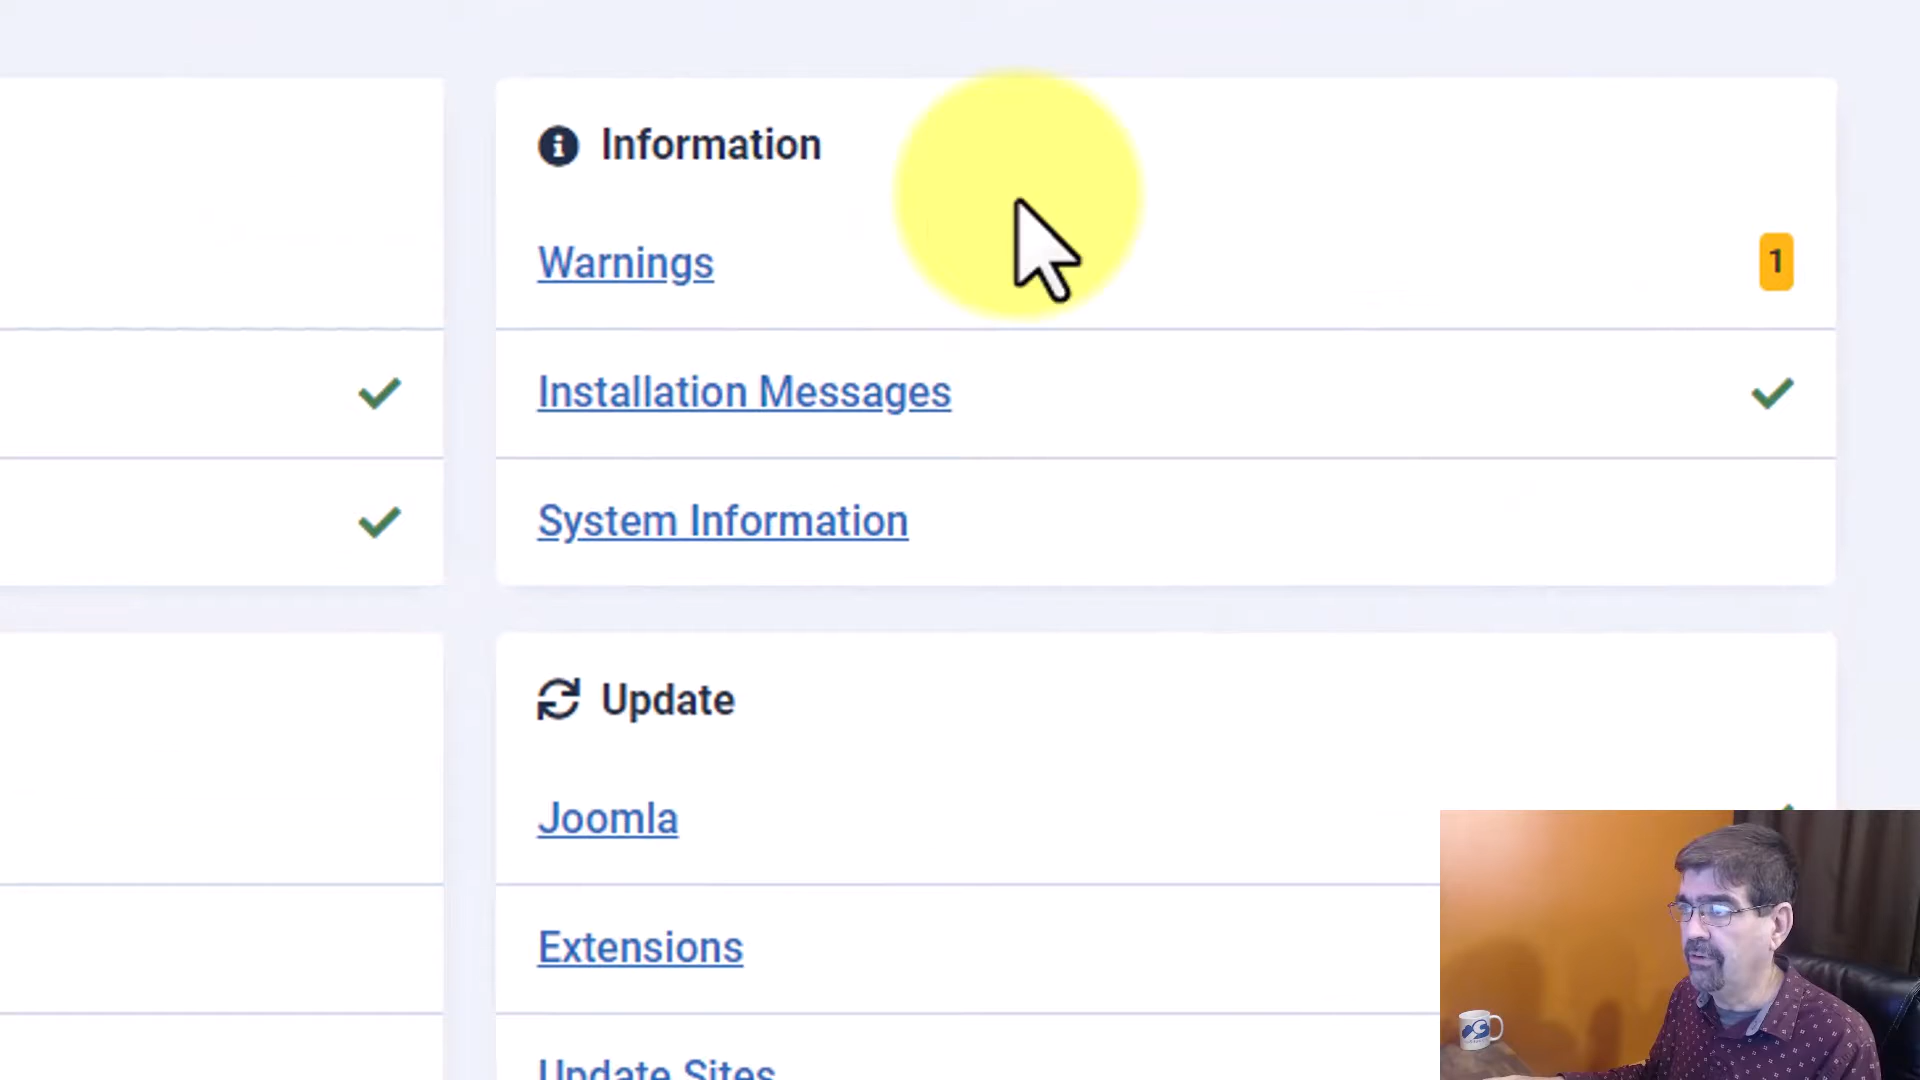 Information
Warnings
1
Installation Messages
System Information
Update
Joomla
Extensions
Update Sites